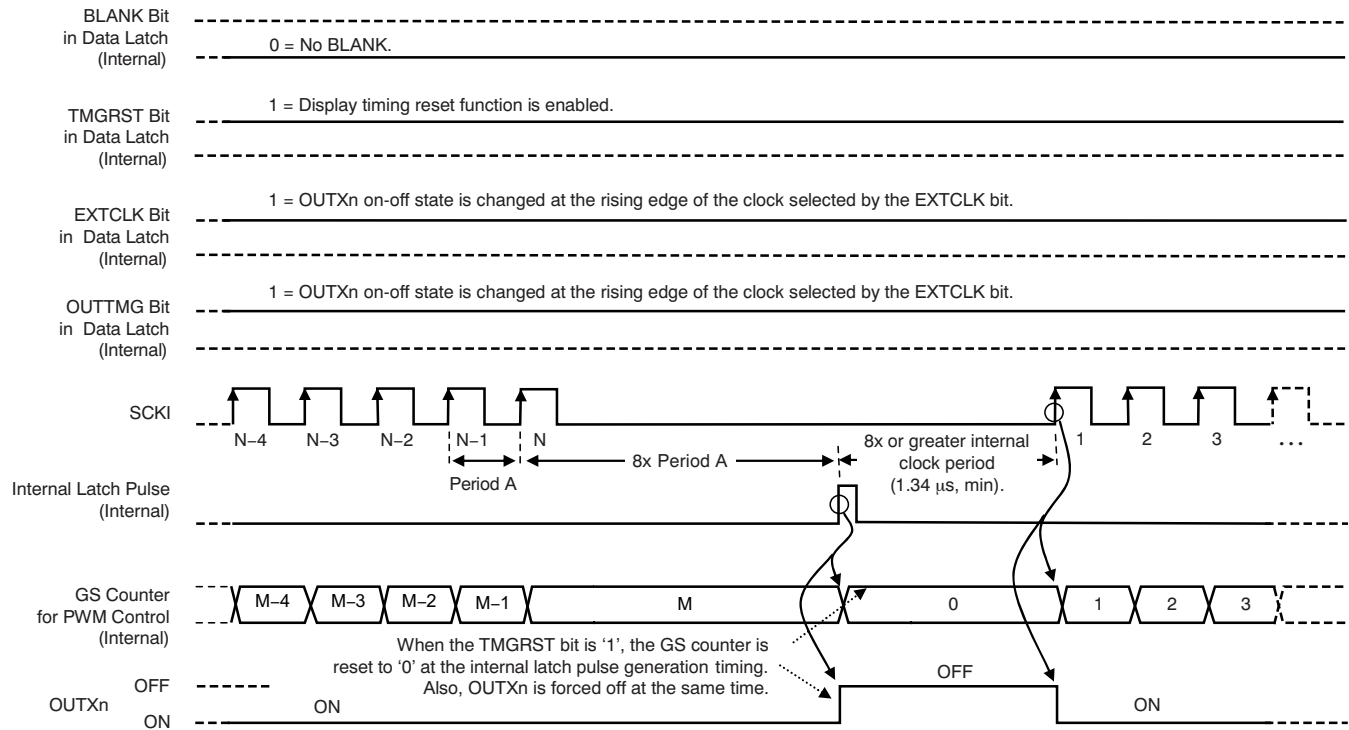 BLANK Bit
in Data Latch
(Internal)
0 = No BLANK.
TMGRST Bit
in Data Latch
(Internal)
1 = Display timing reset function is enabled.
EXTCLK Bit
in Data Latch
(Internal)
1 = OUTXn on-off state is changed at the rising edge of the clock selected by the EXTCLK bit.
OUTTMG Bit
in Data Latch
(Internal)
1 = OUTXn on-off state is changed at the rising edge of the clock selected by the EXTCLK bit.
SCKI
N−4 N−3 N−2 N−1 N 1 2 3 ...
Period A
8x Period A
8x or greater internal
clock period
(1.34 μs, min).
Internal Latch Pulse
(Internal)
GS Counter
for PWM Control
(Internal)
M−4 M−3 M−2 M−1 M 0 1 2 3
When the TMGRST bit is ‘1’, the GS counter is
reset to ‘0’ at the internal latch pulse generation timing.
Also, OUTXn is forced off at the same time.
OUTXn
OFF
ON
ON OFF ON